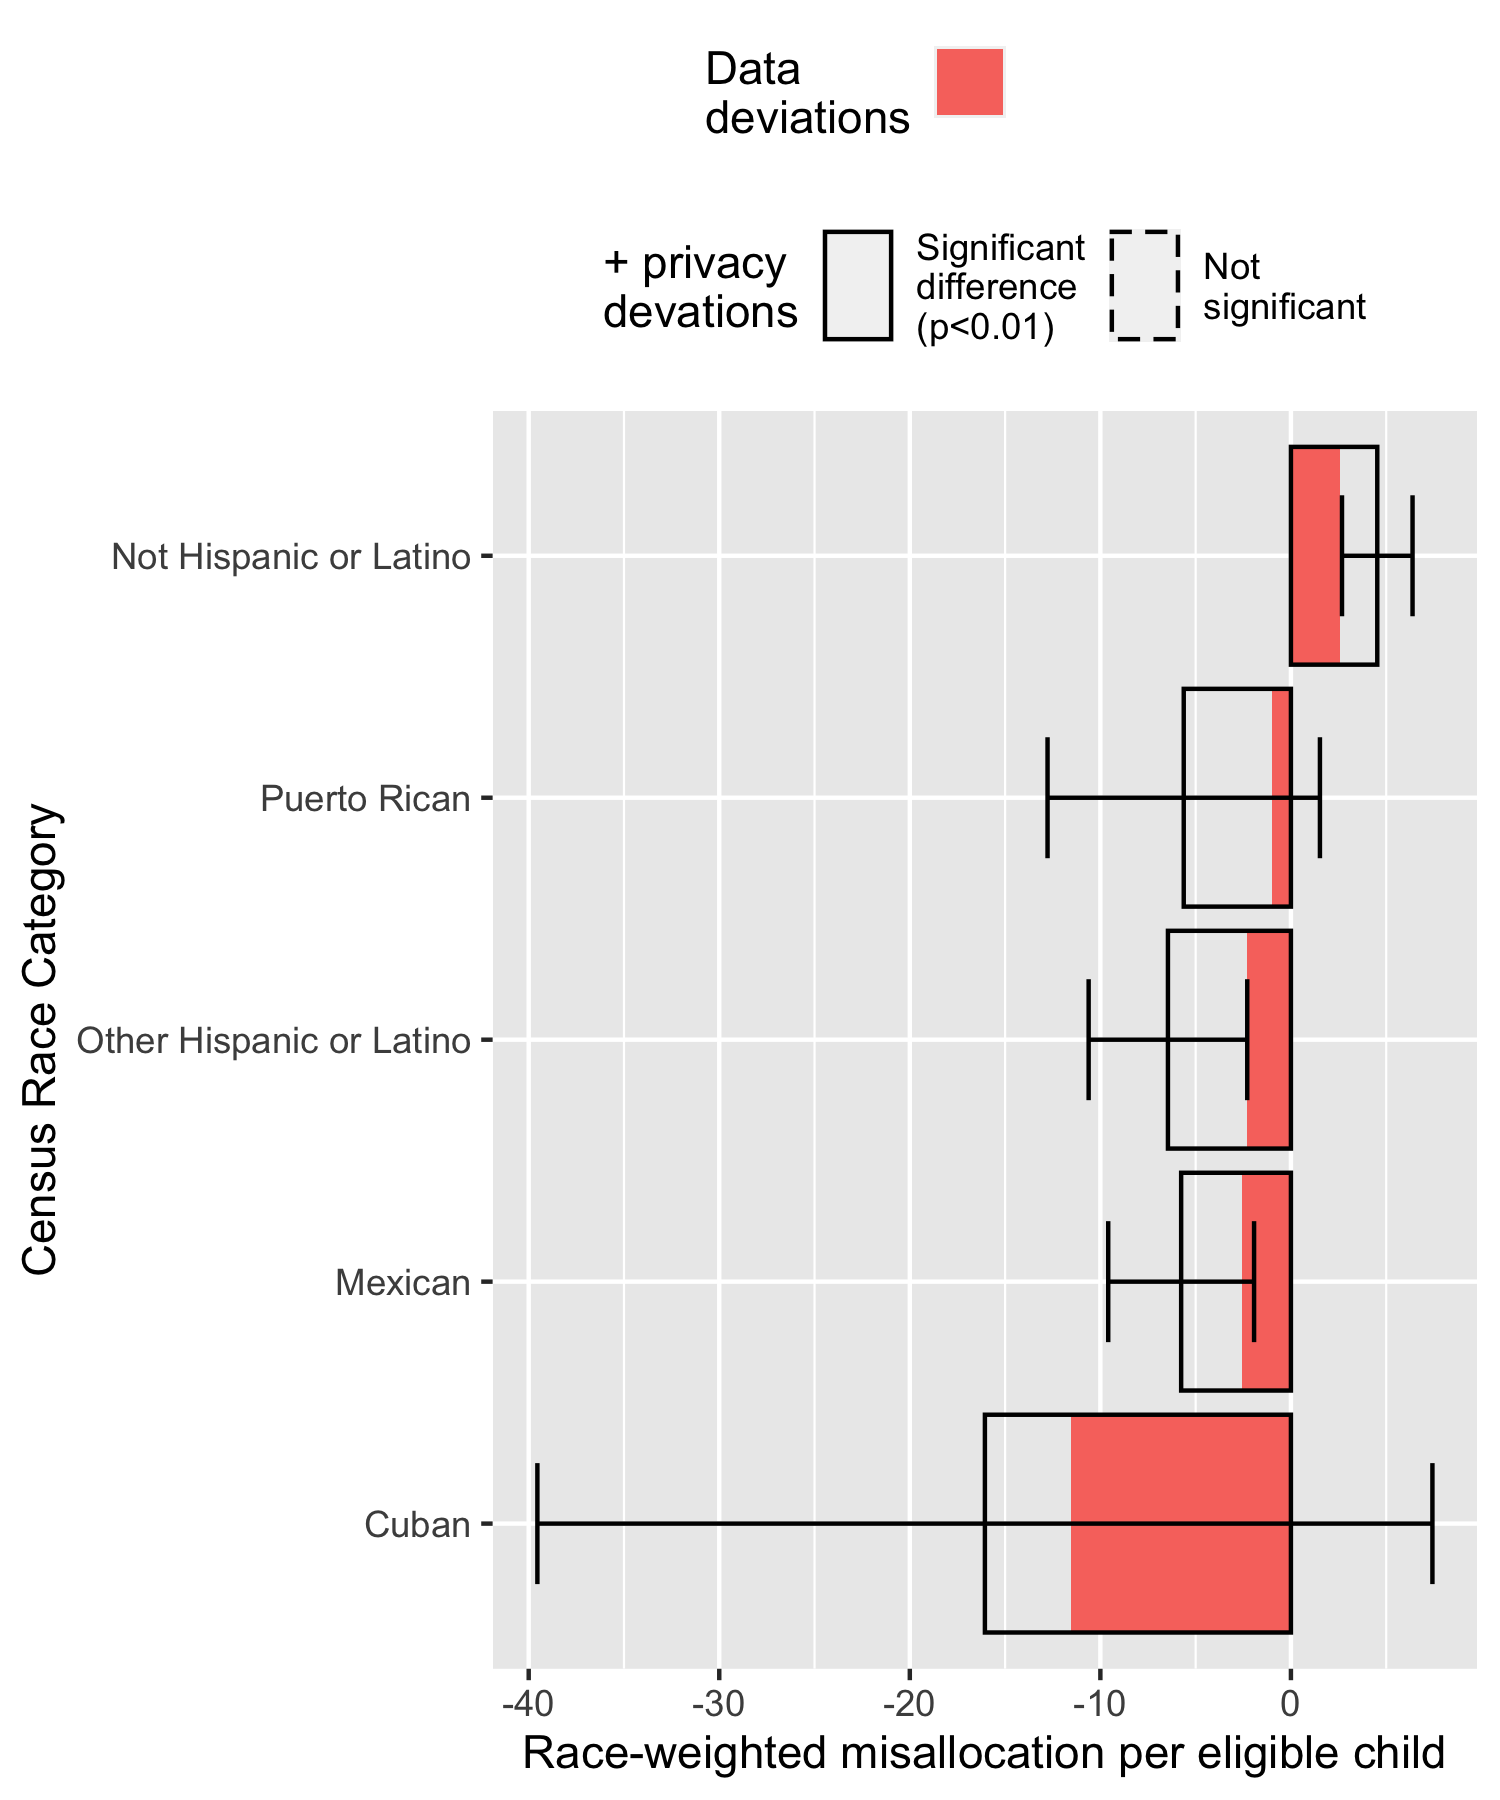 Data
deviations
+ privacy
devations
Significant
difference
(p<0.01)
Not
significant
Census Race Category
Not Hispanic or Latino
Puerto Rican
Other Hispanic or Latino
Mexican
Cuban
-40 -30 -20 -10 0
Race-weighted misallocation per eligible child